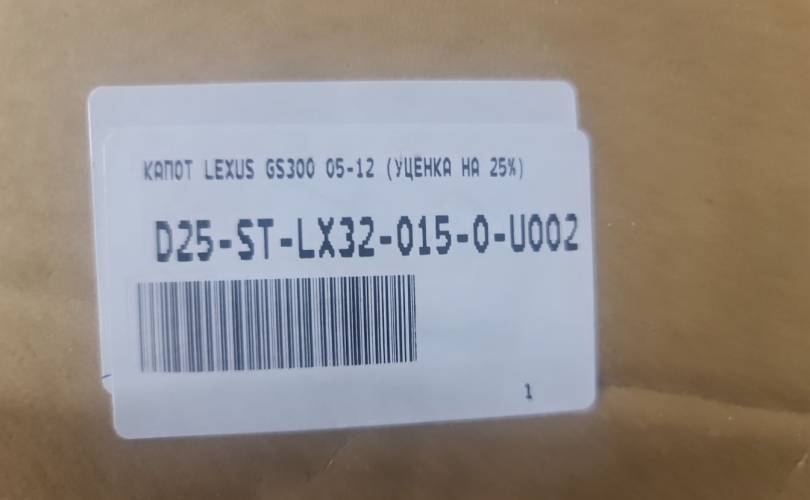 КАПОТ LEXUS GS300 05-12 (УЦЕНКА НА 25%)
D25-ST-LX32-015-0-U002
1